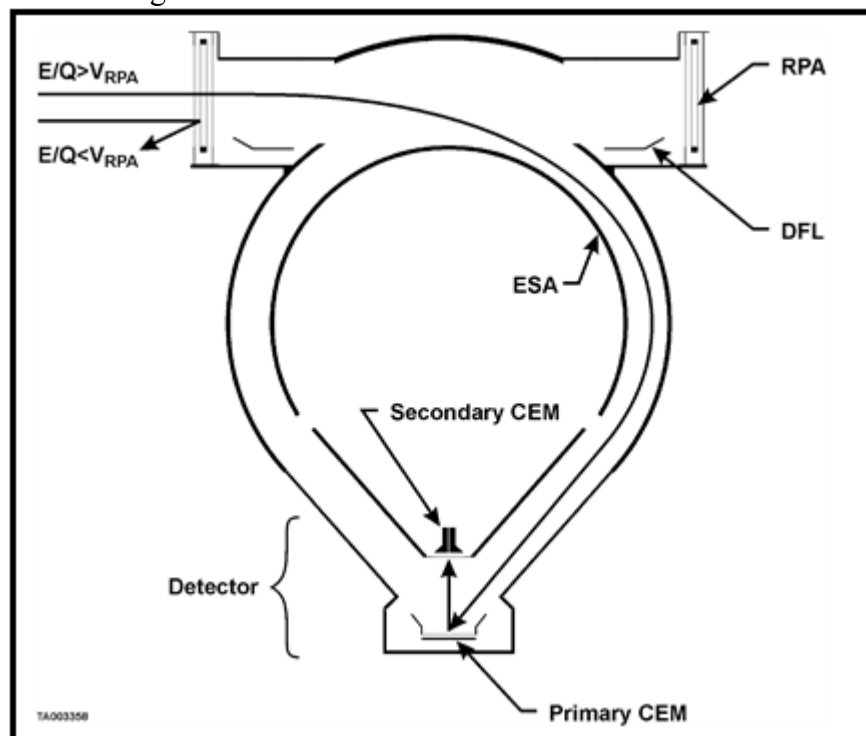 E/Q>V_RPA
RPA
E/Q<V_RPA
DFL
ESA
Secondary CEM
Detector
Primary CEM
TA003358